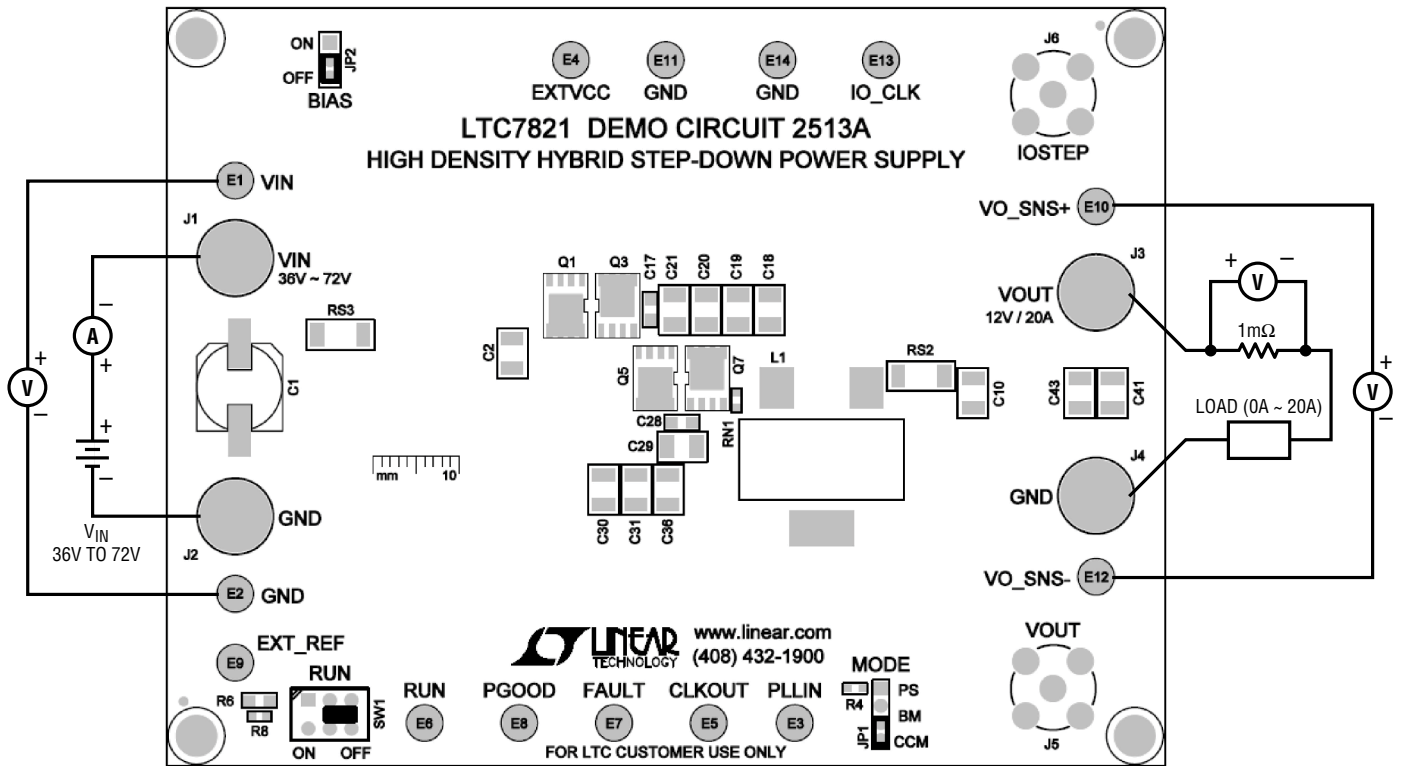 ON
JP2
OFF
BIAS
E4
EXTVCC
E11
GND
E14
GND
E13
IO_CLK
J6
IOSTEP
LTC7821 DEMO CIRCUIT 2513A
HIGH DENSITY HYBRID STEP-DOWN POWER SUPPLY
E1 VIN
J1
VIN
36V ~ 72V
RS3
C1
+
V
–
–
A
+
+
–
VIN
36V TO 72V
GND
J2
E2 GND
mm 10
C2
Q1
Q3
C17
C21
C20
C19
C18
Q5
Q7
L1
RN1
C28
C29
C30
C31
C36
RS2
C10
C43
C41
VO_SNS+ E10
J3
VOUT
12V / 20A
+
V
–
1mΩ
LOAD (0A ~ 20A)
J4
GND
VO_SNS- E12
+
V
–
EXT_REF
E9
RUN
R6
R8
SW1
ON OFF
RUN
E6
PGOOD
E8
FAULT
E7
CLKOUT
E5
PLLIN
E3
LINEAR
TECHNOLOGY
www.linear.com
(408) 432-1900
FOR LTC CUSTOMER USE ONLY
MODE
R4
PS
BM
JP1
CCM
VOUT
J5